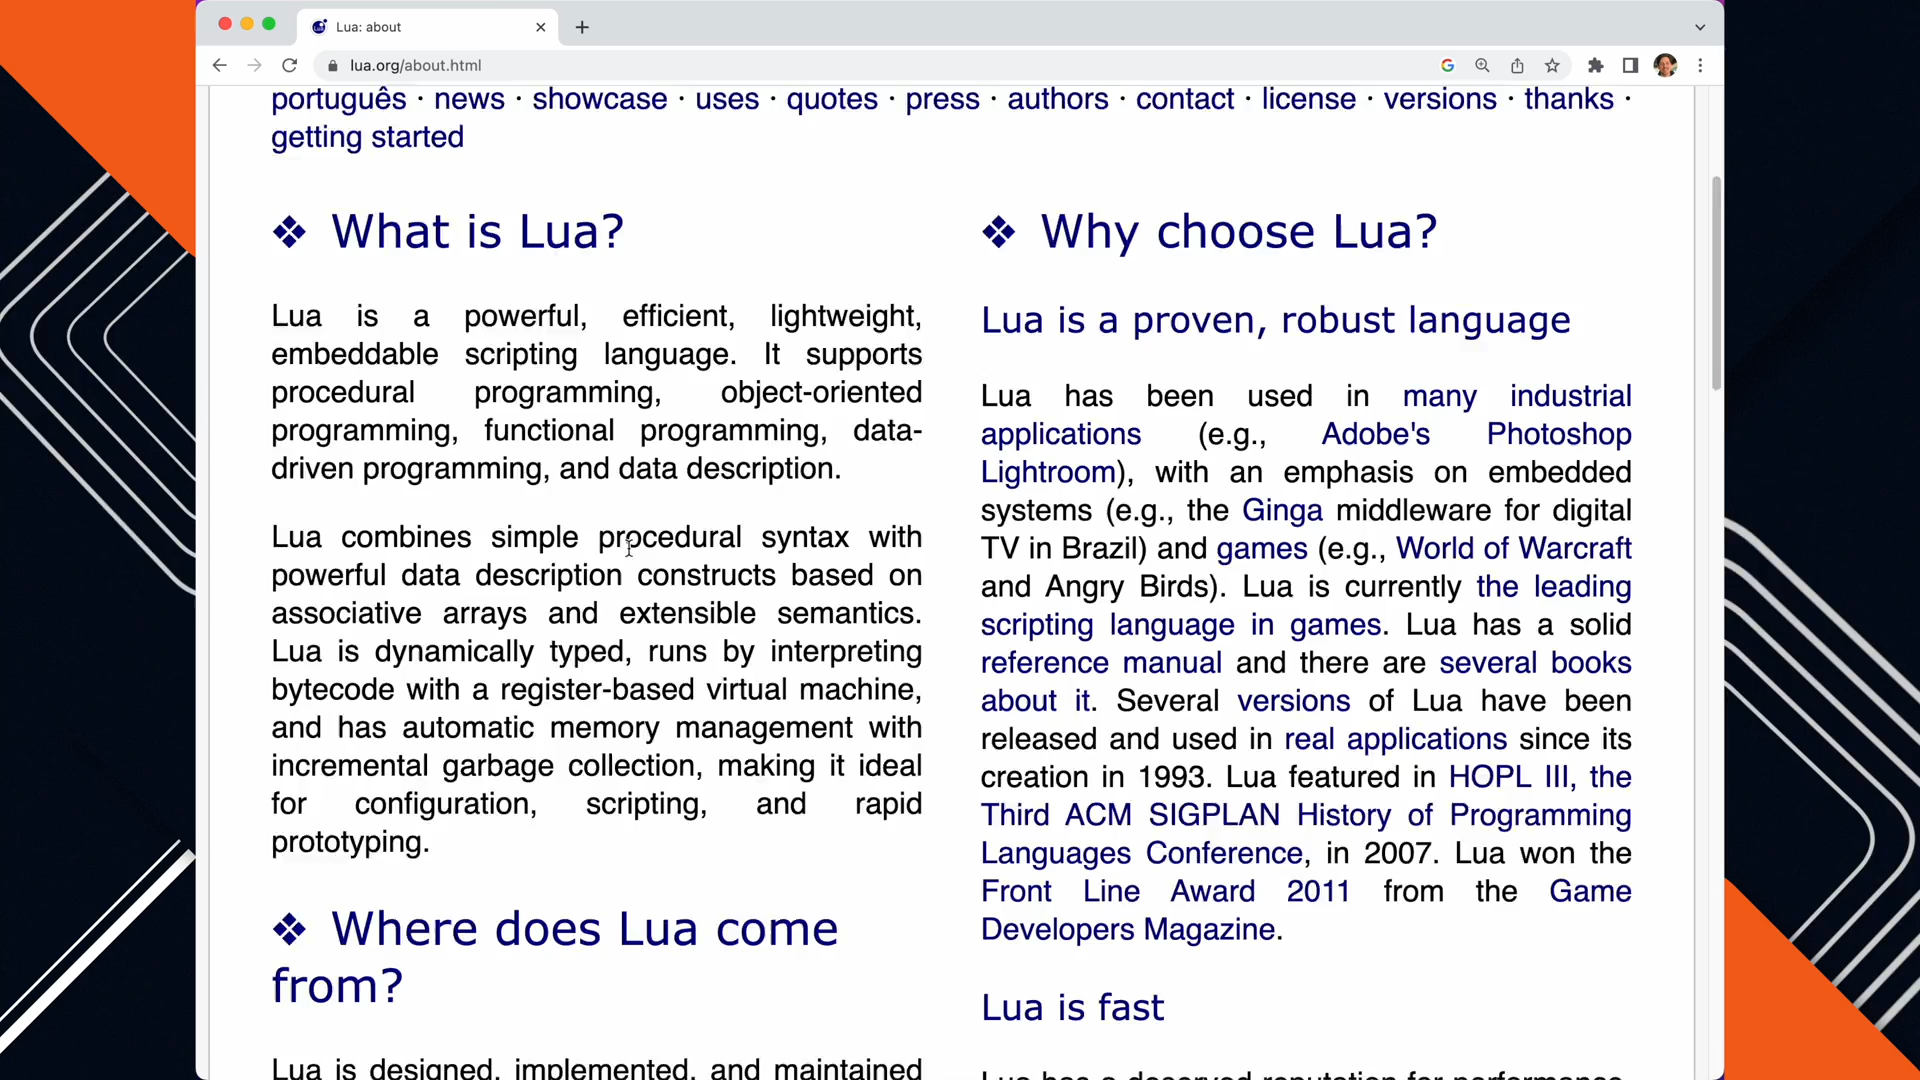 Lua: about
lua.org/about.html
português · news · showcase · uses · quotes · press · authors · contact · license · versions · thanks ·
getting started
❖ What is Lua?
Lua is a powerful, efficient, lightweight,
embeddable scripting language. It supports
procedural programming, object-oriented
programming, functional programming, data-
driven programming, and data description.
Lua combines simple procedural syntax with
powerful data description constructs based on
associative arrays and extensible semantics.
Lua is dynamically typed, runs by interpreting
bytecode with a register-based virtual machine,
and has automatic memory management with
incremental garbage collection, making it ideal
for configuration, scripting, and rapid
prototyping.
❖ Where does Lua come
from?
Lua is designed, implemented, and maintained
❖ Why choose Lua?
Lua is a proven, robust language
Lua has been used in many industrial
applications (e.g., Adobe's Photoshop
Lightroom), with an emphasis on embedded
systems (e.g., the Ginga middleware for digital
TV in Brazil) and games (e.g., World of Warcraft
and Angry Birds). Lua is currently the leading
scripting language in games. Lua has a solid
reference manual and there are several books
about it. Several versions of Lua have been
released and used in real applications since its
creation in 1993. Lua featured in HOPL III, the
Third ACM SIGPLAN History of Programming
Languages Conference, in 2007. Lua won the
Front Line Award 2011 from the Game
Developers Magazine.
Lua is fast
Lua has a deserved reputation for performance.